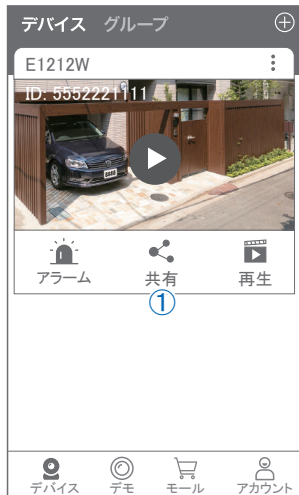 デバイス グループ
E1212W
ID: 5552221111
アラーム 共有 再生
①
デバイス デモ モール アカウント